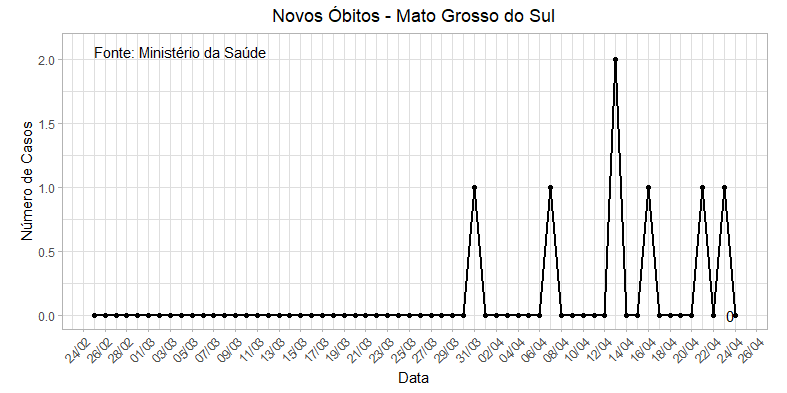 Novos Óbitos - Mato Grosso do Sul
Fonte: Ministério da Saúde
Número de Casos
2.0
1.5
1.0
0.5
0.0
0
24/02 26/02 28/02 01/03 03/03 05/03 07/03 09/03 11/03 13/03 15/03 17/03 19/03 21/03 23/03 25/03 27/03 29/03 31/03 02/04 04/04 06/04 08/04 10/04 12/04 14/04 16/04 18/04 20/04 22/04 24/04 26/04
Data